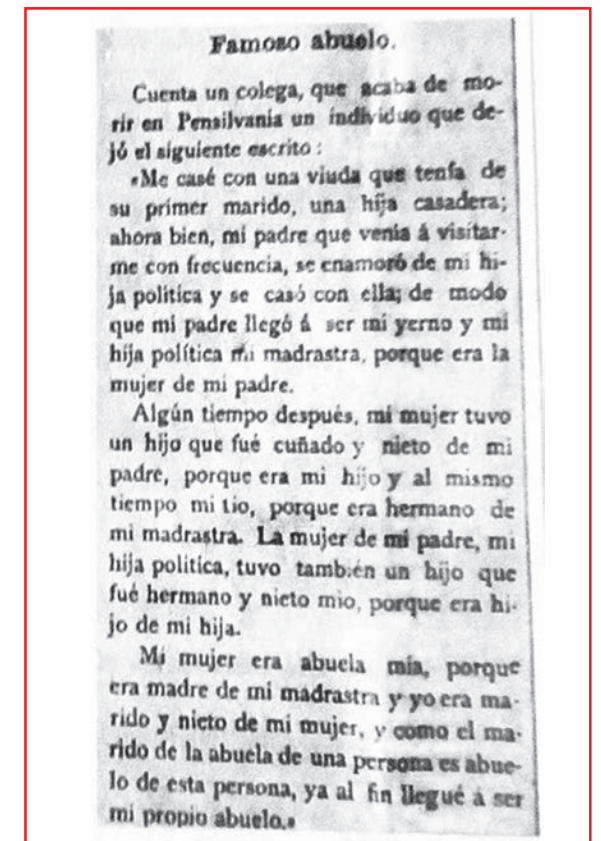 Famoso abuelo.
Cuenta un colega, que acaba de mo-
rir en Pensilvania un individuo que de-
jó el siguiente escrito:
«Me casé con una viuda que tenía de
su primer marido, una hija casadera;
ahora bien, mi padre que venía á visitar-
me con frecuencia, se enamoró de mi hi-
ja política y se casó con ella; de modo
que mi padre llegó á ser mi yerno y mi
hija política mi madrastra, porque era la
mujer de mi padre.
Algún tiempo después, mi mujer tuvo
un hijo que fué cuñado y nieto de mi
padre, porque era mi hijo y al mismo
tiempo mi tio, porque era hermano de
mi madrastra. La mujer de mi padre, mi
hija política, tuvo también un hijo que
fué hermano y nieto mio, porque era hi-
jo de mi hija.
Mi mujer era abuela mía, porque
era madre de mi madrastra y yo era ma-
rido y nieto de mi mujer, y como el ma-
rido de la abuela de una persona es abue-
lo de esta persona, ya al fin llegué á ser
mi propio abuelo.»